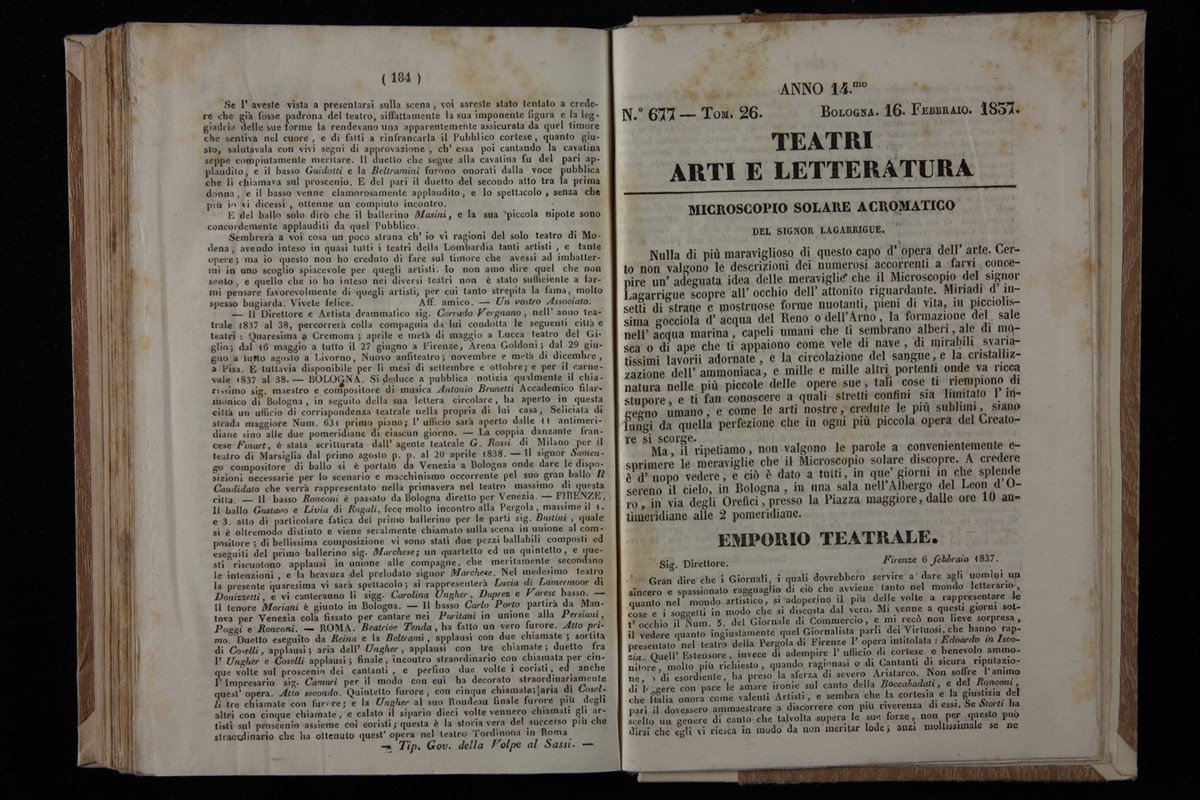 ( 184 )
Se l' aveste vista a presentarsi sulla scena , voi sareste stato tentato a crede-
re che già fosse padrona del teatro, siffattamente la sua imponente figura e la leg-
giadria delle sue forme la rendevano una apparentemente assicurata da quel timore
che sentiva nel cuore , e di fatti a rinfrancarla il Pubblico cortese, quanto giu-
sto, salutavala con vivi segni di approvazione , ch' essa poi cantando la cavatina
seppe compiutamente meritare. Il duetto che segue alla cavatina fu del pari ap-
plaudito, e il basso Guidotti e la Beltramini furono onorati dalla voce pubblica
che li chiamava sul proscenio. E del pari il duetto del secondo atto tra la prima
donna, e il basso venne clamorosamente applaudito, e lo spettacolo , senza che
più io vi dicessi , ottenne un compiuto incontro.
E del ballo solo dirò che il ballerino Masini, e la sua piccola nipote sono
concordemente applauditi da quel Pubblico.
Sembrerà a voi cosa un poco strana ch' io vi ragioni del solo teatro di Mo-
dena , avendo inteso in quasi tutti i teatri della Lombardia tanti artisti , e tante
opere; ma io questo non ho creduto di fare sul timore che avessi ad imbatter-
mi in uno scoglio spiacevole per quegli artisti. Io non amo dire quel che non
sento , e quello che io ho inteso nei diversi teatri non è stato sufficiente a far-
mi pensare favorevolmente di quegli artisti, per cui tanto strepita la fama, molto
spesso bugiarda. Vivete felice. Aff. amico. — Un vostro Associato.
— Il Direttore e Artista drammatico sig. Corrado Vergnano , nell' anno tea-
trale 1837 al 38, percorrerà colla compagnia da lui condotta le seguenti città e
teatri : Quaresima a Cremona ; aprile e metà di maggio a Lucca teatro del Gi-
glio; dal 16 maggio a tutto il 27 giugno a Firenze, Arena Goldoni; dal 29 giu-
gno a tutto agosto a Livorno, Nuovo anfiteatro; novembre e metà di dicembre,
a Pisa. E tuttavia disponibile per li mesi di settembre e ottobre; e per il carne-
vale 1837 al 38. — BOLOGNA. Si deduce a pubblica notizia qualmente il chia-
rissimo sig. maestro e compositore di musica Antonio Brunetti Accademico filar-
monico di Bologna , in seguito della sua lettera circolare , ha aperto in questa
città un ufficio di corrispondenza teatrale nella propria di lui casa, Seliciata di
strada maggiore Num. 631 primo piano; l' ufficio sarà aperto dalle 11 antimeri-
diane sino alle due pomeridiane di ciascun giorno. — La coppia danzante fran-
cese Finart, è stata scritturata dall' agente teatrale G. Rossi di Milano per il
teatro di Marsiglia dal primo agosto p. p. al 20 aprile 1838. — Il signor Samen-
go compositore di ballo si è portato da Venezia a Bologna onde dare le dispo-
sizioni necessarie per lo scenario e macchinismo occorrente pel suo gran ballo Il
Candidato che verrà rappresentato nella primavera nel teatro massimo di questa
città. — Il basso Ronconi è passato da Bologna diretto per Venezia. — FIRENZE.
Il ballo Gustavo e Livia di Rugali, fece molto incontro alla Pergola, massime il 1.
e 3. atto di particolare fatica del primo ballerino per le parti sig. Bustini , quale
si è oltremodo distinto e viene seralmente chiamato sulla scena in unione al com-
positore ; di bellissima composizione vi sono stati due pezzi ballabili composti ed
eseguiti del primo ballerino sig. Marchese; un quartetto ed un quintetto , e que-
sti riscuotono applausi in unione alle compagne, che meritamente secondano
le intenzioni , e la bravura del prelodato signor Marchese. Nel medesimo teatro
la presente quaresima vi sarà spettacolo ; si rappresenterà Lucia di Lamermoor di
Donizzetti, e vi canteranno li sigg. Carolina Ungher, Duprez e Varesc basso. —
Il tenore Moriani è giunto in Bologna. — Il basso Carlo Porto partirà da Man-
tova per Venezia colà fissato per cantare nei Puritani in unione alla Persiani,
Poggi e Ronconi. — ROMA. Beatrice Tenda, ha fatto un vero furore. Atto pri-
mo. Duetto eseguito da Reina e la Beltrami, applausi con due chiamate ; sortita
di Coselli, applausi; aria dell' Ungher , applausi con tre chiamate; duetto fra
l' Ungher e Coselli applausi; finale, incoutro straordinario con chiamata per cin-
que volte sul proscenio dei cantanti, e perfino due volte i coristi, ed anche
l' Impresario sig. Camuri per il modo con cui ha decorato straordinariamente
quest' opera. Atto secondo. Quintetto furore , con cinque chiamate; aria di Cosel-
li tre chiamate con furore; e la Ungher al suo Rondeau finale furore più degli
altri con cinque chiamate, e calato il sipario dieci volte vennero chiamati gli ar-
tisti sul proscenio assieme coi coristi; questa è la storia vera del successo più che
straordinario che ha ottenuto quest' opera nel teatro Tordinona in Roma
— Tip. Gov. della Volpe al Sassi. —
ANNO 14.mo
N.° 677 — Tom. 26. Bologna. 16. Febbraio. 1837.
TEATRI
ARTI E LETTERATURA
MICROSCOPIO SOLARE ACROMATICO
DEL SIGNOR LAGARRIGUE.
Nulla di più maraviglioso di questo capo d' opera dell' arte. Cer-
to non valgono le descrizioni dei numerosi accorrenti a farvi conce-
pire un' adeguata idea delle meraviglie che il Microscopio del signor
Lagarrigue scopre all' occhio dell' attonito riguardante. Miriadi d' in-
setti di strane e mostruose forme nuotanti, pieni di vita, in picciolis-
sima gocciola d' acqua del Reno o dell' Arno , la formazione del sale
nell' acqua marina , capeli umani che ti sembrano alberi, ale di mo-
sca o di ape che ti appaiono come vele di nave , di mirabili svaria-
tissimi lavorii adornate , e la circolazione del sangue, e la cristalliz-
zazione dell' ammoniaca, e mille e mille altri portenti onde va ricca
natura nelle più piccole delle opere sue, tali cose ti riempiono di
stupore, e ti fan conoscere a quali stretti confini sia limitato l' in-
gegno umano, e come le arti nostre, credute le più sublimi, siano
lungi da quella perfezione che in ogni più piccola opera del Creato-
re si scorge.
Ma, il ripetiamo, non valgono le parole a convenientemente e-
sprimere le meraviglie che il Microscopio solare discopre. A credere
è d' uopo vedere, e ciò è dato a tutti, in que' giorni in che splende
sereno il cielo, in Bologna , in una sala nell'Albergo del Leon d' O-
ro, in via degli Orefici, presso la Piazza maggiore, dalle ore 10 an-
timeridiane alle 2 pomeridiane.
EMPORIO TEATRALE.
Sig. Direttore. Firenze 6 febbraio 1837.
Gran dire che i Giornali, i quali dovrebbero servire a dare agli uomini un
sincero e spassionato ragguaglio di ciò che avviene tanto nel mondo letterario,
quanto nel mondo artistico, si adoperino il più delle volte a rappresentare le
cose e i soggetti in modo che si discosta dal vero. Mi venne a questi giorni sot-
t' occhio il Num. 5. del Giornale di Commercio, e mi recò non lieve sorpresa,
il vedere quanto ingiustamente quel Giornalista parli dei Virtuosi, che hanno rap-
presentato nel teatro della Pergola di Firenze l' opera intitolata : Edoardo in Isco-
zia. Quell' Estensore, invece di adempire l' ufficio di cortese e benevolo ammo-
nitore, molto più richiesto , quando ragionasi o di Cantanti di sicura riputazio-
ne, o di esordiente, ha preso la sferza di severo Aristarco. Non soffre l'animo
di leggere con pace le amare ironie sul canto della Boccabadati, e del Ronconi,
che Italia onora come valenti Artisti, e sembra che la cortesia e la giustizia del
pari il dovessero ammaestrare a discorrere con più riverenza di essi. Se Storti ha
scelto un genere di canto che talvolta supera le sue forze, non per questo può
dirsi che egli vi riesca in modo da non meritar lode; anzi moltissimale se ne